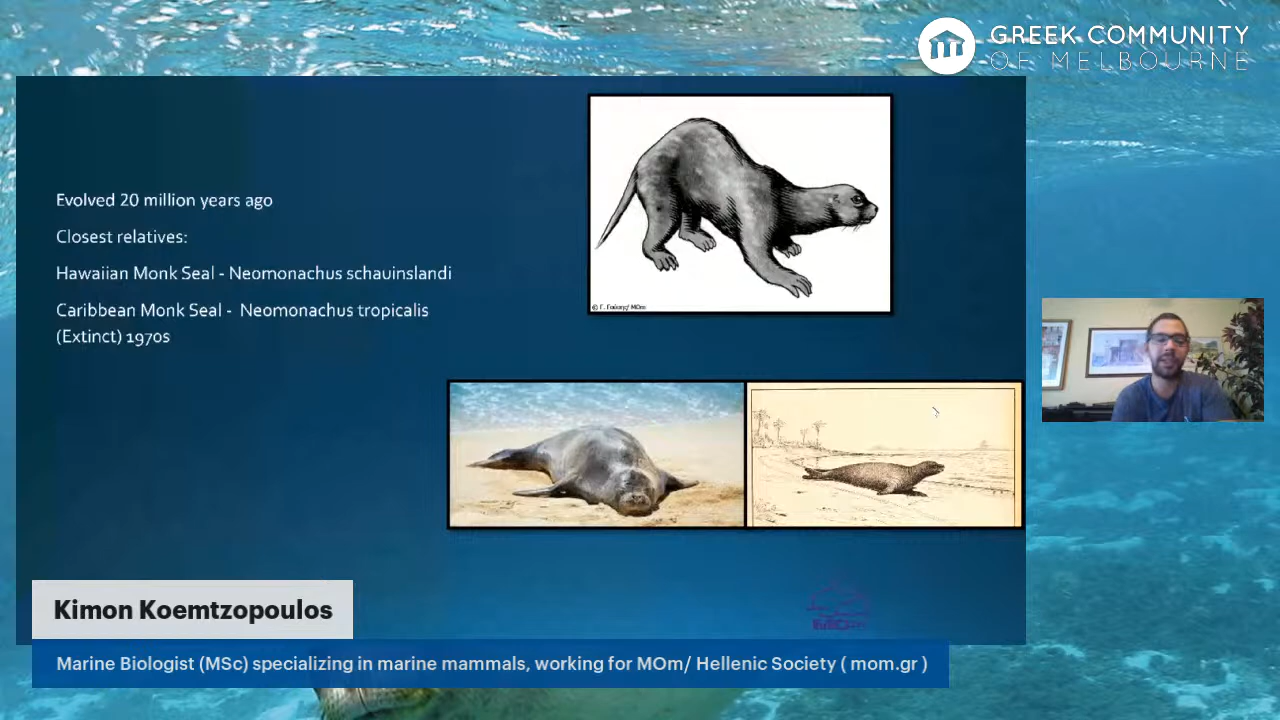 GREEK COMMUNITY
OF MELBOURNE
Evolved 20 million years ago
Closest relatives:
Hawaiian Monk Seal - Neomonachus schauinslandi
Caribbean Monk Seal - Neomonachus tropicalis
(Extinct) 1970s
Kimon Koemtzopoulos
Marine Biologist (MSc) specializing in marine mammals, working for MOm/ Hellenic Society ( mom.gr )